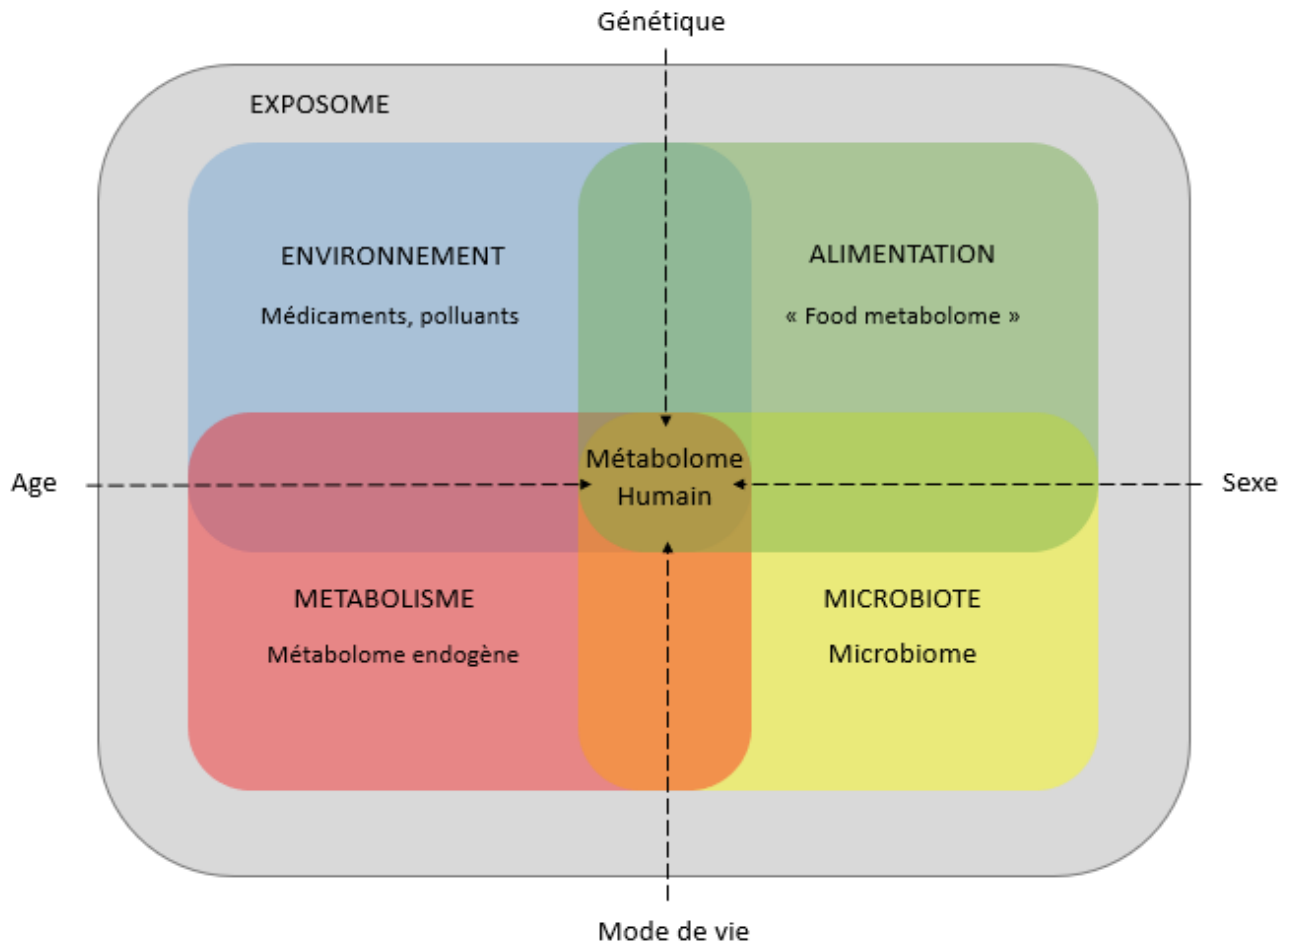 Génétique
EXPOSOME
ENVIRONNEMENT
Médicaments, polluants
ALIMENTATION
« Food metabolome »
Age
Métabolome
Humain
Sexe
METABOLISME
Métabolome endogène
MICROBIOTE
Microbiome
Mode de vie